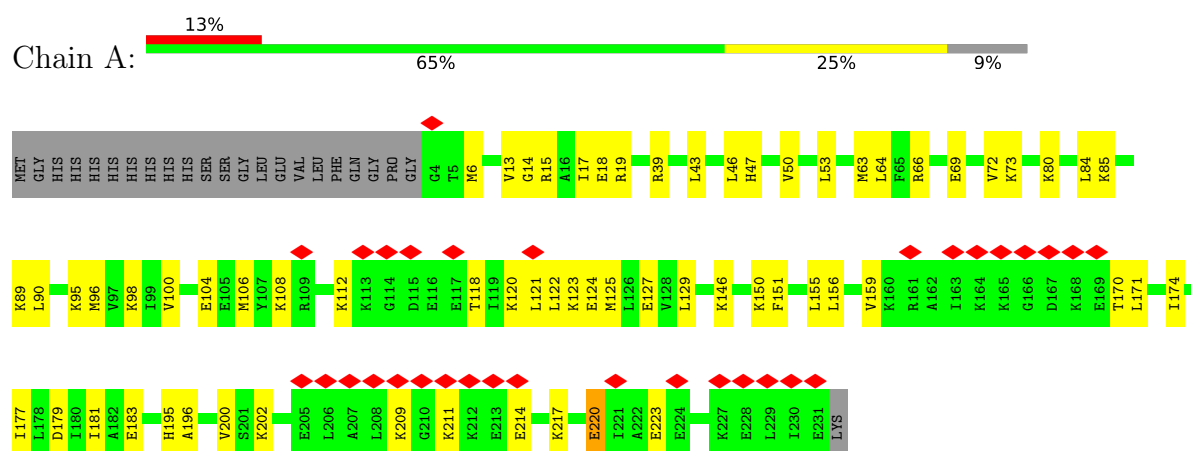 13%
Chain A:
65% 25% 9%
MET GLY HIS HIS HIS HIS HIS HIS HIS HIS HIS SER SER GLY LEU GLU VAL LEU PHE GLN GLY PRO GLY G4 T5 M6 V13 G14 R15 A16 I17 E18 R19 R39 L43 L46 H47 V50 L53 M63 L64 F65 R66 E69 V72 K73 K80 L84 K85
K89 L90 K95 M96 V97 K98 I99 V100 E104 E105 M106 Y107 K108 R109 K112 K113 G114 D115 E116 E117 T118 I119 K120 L121 L122 K123 E124 M125 L126 E127 V128 L129 K146 K150 F151 L155 L156 V159 K160 R161 A162 I163 K164 K165 G166 D167 K168 E169 T170 L171 I174
I177 L178 D179 I180 I181 A182 E183 H195 A196 V200 S201 K202 E205 L206 A207 L208 K209 G210 K211 K212 E213 E214 K217 E220 I221 A222 E223 E224 K227 E228 L229 I230 E231 LYS